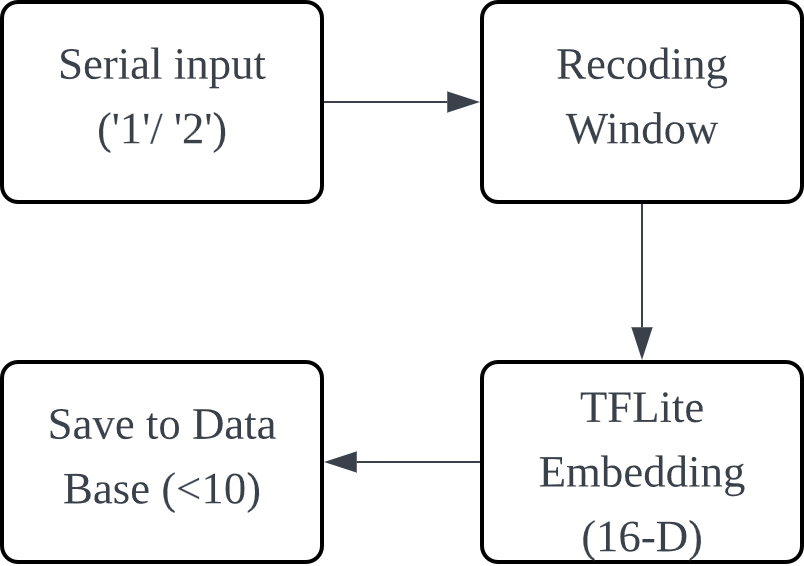 Serial input
('1'/ '2')
Recoding
Window
TFLite
Embedding
(16-D)
Save to Data
Base (<10)